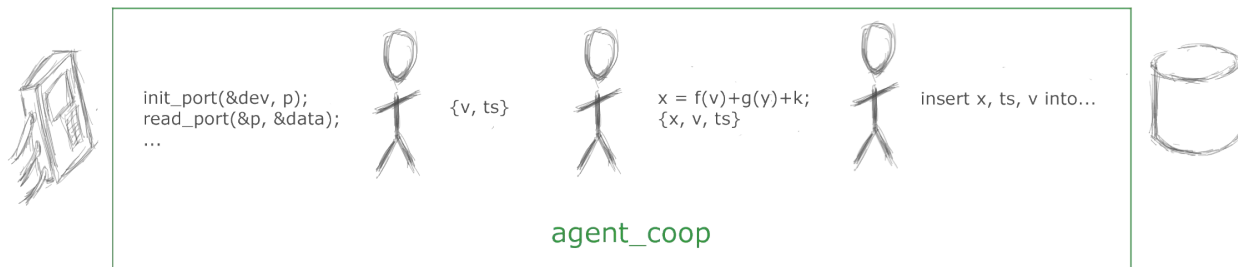 init_port(&dev, p);
read_port(&p, &data);
...
{v, ts}
x = f(v)+g(y)+k;
{x, v, ts}
insert x, ts, v into...
agent_coop